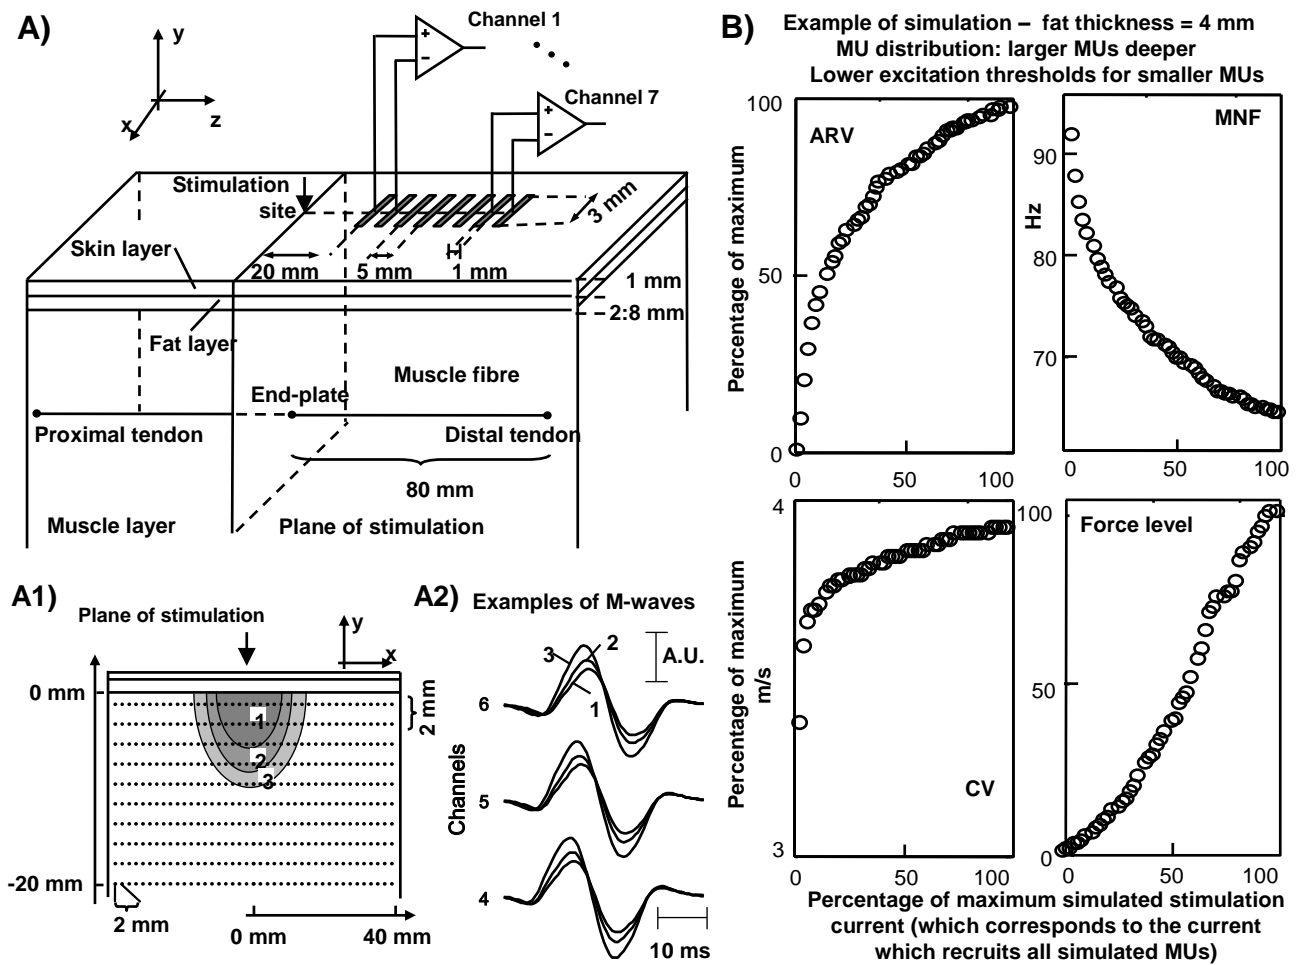 A)
y
x
z
Channel 1
Channel 7
+
−
+
−
Stimulation
site
3 mm
Skin layer
20 mm
5 mm
1 mm
1 mm
2:8 mm
Fat layer
Muscle fibre
End-plate
Proximal tendon
Distal tendon
80 mm
Muscle layer
Plane of stimulation
A1)
Plane of stimulation
y
x
0 mm
2 mm
1
2
3
-20 mm
2 mm
0 mm
40 mm
A2)
Examples of M-waves
3
2
1
A.U.
6
5
4
Channels
10 ms
B)
Example of simulation – fat thickness = 4 mm
MU distribution: larger MUs deeper
Lower excitation thresholds for smaller MUs
Percentage of maximum
100
50
0
ARV
0
50
100
Hz
90
80
70
MNF
0
50
100
Percentage of maximum
m/s
4
3
CV
0
50
100
100
50
0
Force level
0
50
100
Percentage of maximum simulated stimulation
current (which corresponds to the current
which recruits all simulated MUs)